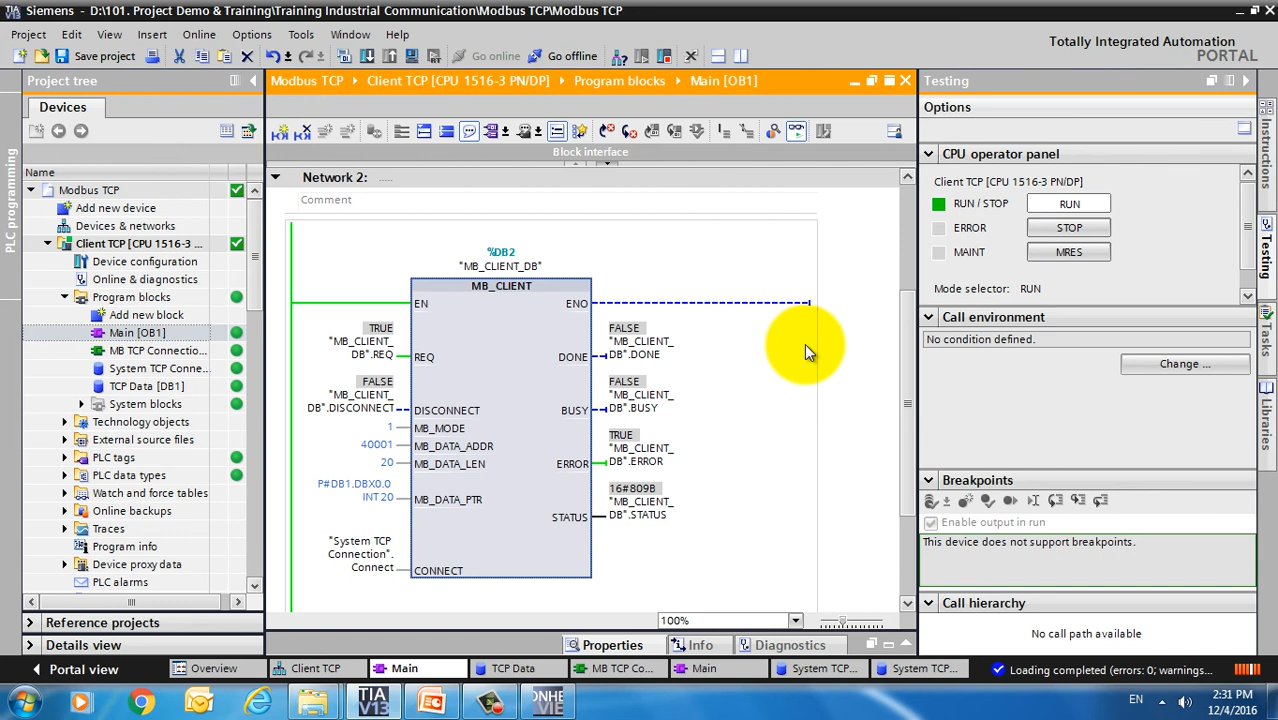 Siemens - D:\101. Project Demo & Training\Training Industrial Communication\Modbus TCP\Modbus TCP
Project Edit View Insert Online Options Tools Window Help
Totally Integrated Automation
PORTAL
Save project
Go online
Go offline
Project tree
Modbus TCP Client TCP [CPU 1516-3 PN/DP] Program blocks Main [OB1]
Testing
Devices
Options
PLC programming
Block interface
Name
Modbus TCP
Add new device
Devices & networks
Client TCP [CPU 1516-3 ...
Device configuration
Online & diagnostics
Program blocks
Add new block
Main [OB1]
MB TCP Connectio...
System TCP Conne...
TCP Data [DB1]
System blocks
Technology objects
External source files
PLC tags
PLC data types
Watch and force tables
Online backups
Traces
Program info
Device proxy data
PLC alarms
Reference projects
Details view
Network 2: .....
Comment
%DB2
"MB_CLIENT_DB"
MB_CLIENT
EN ENO
TRUE
"MB_CLIENT_
DB".REQ REQ
FALSE
"MB_CLIENT_
DB".DISCONNECT DISCONNECT
1 MB_MODE
40001 MB_DATA_ADDR
20 MB_DATA_LEN
P#DB1.DBX0.0
INT 20 MB_DATA_PTR
"System TCP
Connection".
Connect CONNECT
FALSE
"MB_CLIENT_
DONE DB".DONE
FALSE
"MB_CLIENT_
BUSY DB".BUSY
TRUE
"MB_CLIENT_
ERROR DB".ERROR
16#809B
"MB_CLIENT_
STATUS DB".STATUS
100%
Properties Info Diagnostics
CPU operator panel
Client TCP [CPU 1516-3 PN/DP]
RUN / STOP RUN
ERROR STOP
MAINT MRES
Mode selector: RUN
Call environment
No condition defined.
Change ...
Breakpoints
Enable output in run
This device does not support breakpoints.
Call hierarchy
No call path available
Instructions
Testing
Tasks
Libraries
Portal view
Overview
Client TCP
Main
TCP Data
MB TCP Co...
Main
System TCP...
System TCP...
Loading completed (errors: 0; warnings...
TIA
V13
TIA
V13
EN
2:31 PM
12/4/2016